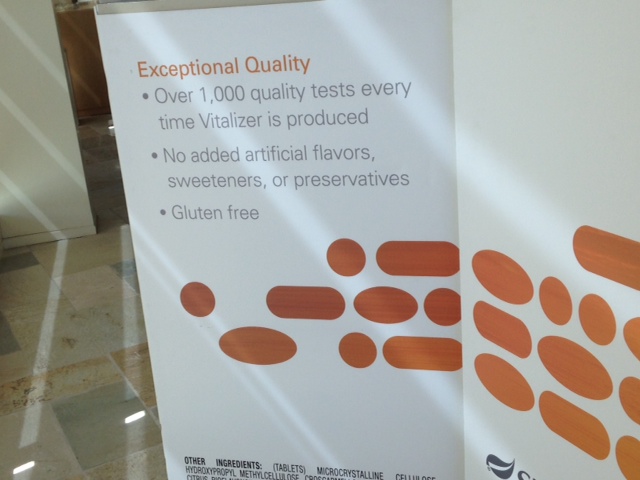 Exceptional Quality
• Over 1,000 quality tests every
time Vitalizer is produced
• No added artificial flavors,
sweeteners, or preservatives
• Gluten free
OTHER INGREDIENTS: (TABLETS) MICROCRYSTALLINE CELLULOSE
HYDROXYPROPYL METHYLCELLULOSE